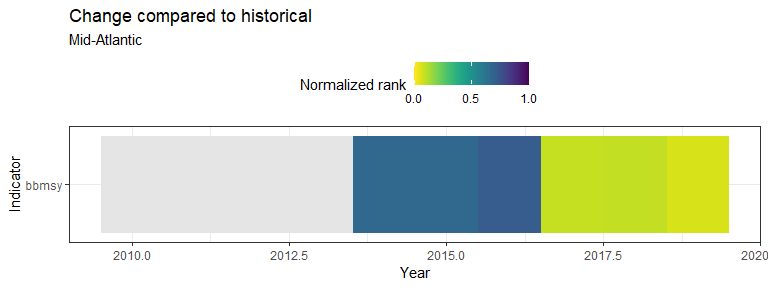 Change compared to historical
Mid-Atlantic
Normalized rank
0.0 0.5 1.0
Indicator
bbmsy
2010.0 2012.5 2015.0 2017.5 2020
Year